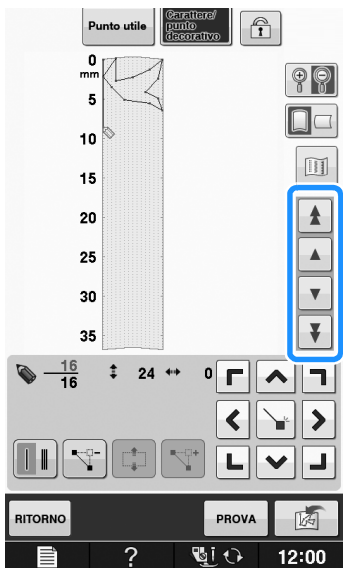 Punto utile
Carattere/
punto
decorativo
0
mm
5
10
15
20
25
30
35
16
16
24
0
RITORNO
PROVA
?
12:00